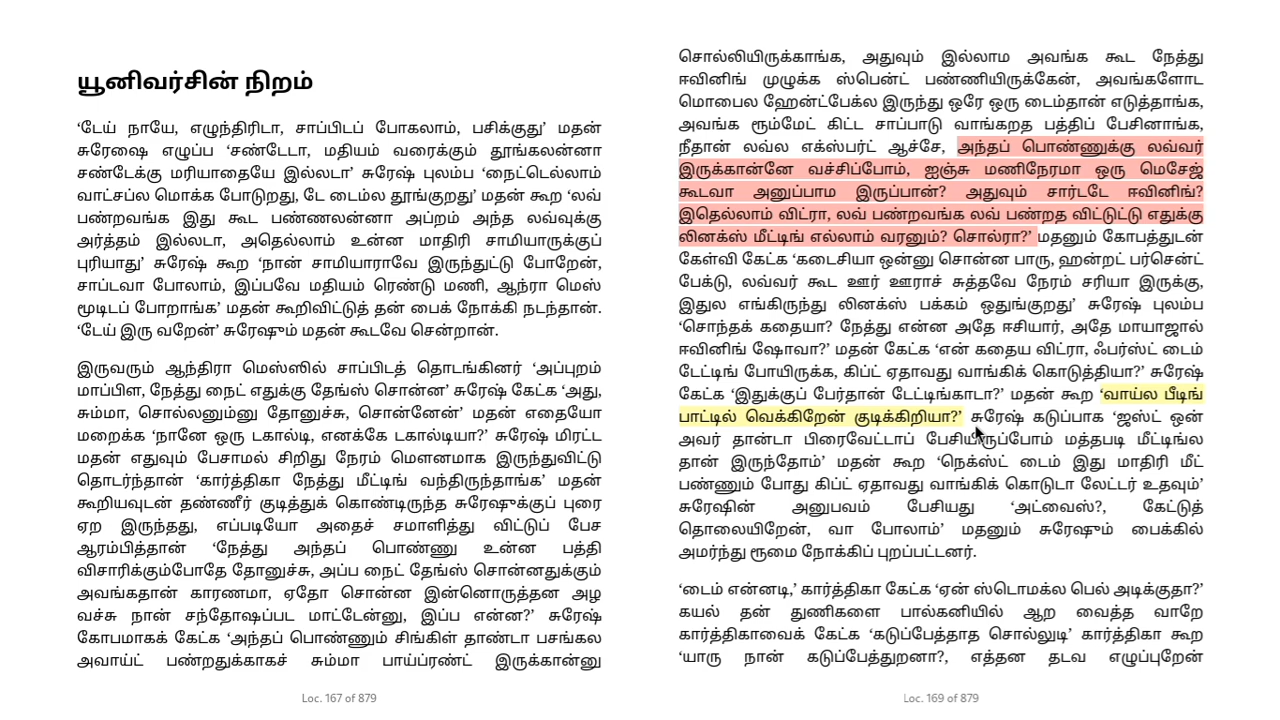 யூனிவர்சின் நிறம்
‘டேய் நாயே, எழுந்திரிடா, சாப்பிடப் போகலாம், பசிக்குது’ மதன்
சுரேஷை எழுப்ப ‘சண்டேடா, மதியம் வரைக்கும் தூங்கலன்னா
சண்டேக்கு மரியாதையே இல்லடா’ சுரேஷ் புலம்ப ‘நைட்டெல்லாம்
வாட்சப்ல மொக்க போடுறது, டே டைம்ல தூங்குறது’ மதன் கூற ‘லவ்
பண்றவங்க இது கூட பண்ணலன்னா அப்றம் அந்த லவ்வுக்கு
அர்த்தம் இல்லடா, அதெல்லாம் உன்ன மாதிரி சாமியாருக்குப்
புரியாது’ சுரேஷ் கூற ‘நான் சாமியாராவே இருந்துட்டு போறேன்,
சாப்டவா போலாம், இப்பவே மதியம் ரெண்டு மணி, ஆந்ரா மெஸ்
மூடிடப் போறாங்க’ மதன் கூறிவிட்டுத் தன் பைக் நோக்கி நடந்தான்.
‘டேய் இரு வறேன்’ சுரேஷும் மதன் கூடவே சென்றான்.
இருவரும் ஆந்திரா மெஸ்ஸில் சாப்பிடத் தொடங்கினர் ‘அப்புறம்
மாப்பிள, நேத்து நைட் எதுக்கு தேங்ஸ் சொன்ன’ சுரேஷ் கேட்க ‘அது,
சும்மா, சொல்லனும்னு தோனுச்சு, சொன்னேன்’ மதன் எதையோ
மறைக்க ‘நானே ஒரு டகால்டி, எனக்கே டகால்டியா?’ சுரேஷ் மிரட்ட
மதன் எதுவும் பேசாமல் சிறிது நேரம் மௌனமாக இருந்துவிட்டு
தொடர்ந்தான் ‘கார்த்திகா நேத்து மீட்டிங் வந்திருந்தாங்க’ மதன்
கூறியவுடன் தண்ணீர் குடித்துக் கொண்டிருந்த சுரேஷுக்குப் புரை
ஏற இருந்தது, எப்படியோ அதைச் சமாளித்து விட்டுப் பேச
ஆரம்பித்தான் ‘நேத்து அந்தப் பொண்ணு உன்ன பத்தி
விசாரிக்கும்போதே தோனுச்சு, அப்ப நைட் தேங்ஸ் சொன்னதுக்கும்
அவங்கதான் காரணமா, ஏதோ சொன்ன இன்னொருத்தன அழ
வச்சு நான் சந்தோஷப்பட மாட்டேன்னு, இப்ப என்ன?’ சுரேஷ்
கோபமாகக் கேட்க ‘அந்தப் பொண்ணும் சிங்கிள் தாண்டா பசங்கல
அவாய்ட் பண்றதுக்காகச் சும்மா பாய்ப்ரண்ட் இருக்கான்னு
Loc. 167 of 879
சொல்லியிருக்காங்க, அதுவும் இல்லாம அவங்க கூட நேத்து
ஈவினிங் முழுக்க ஸ்பென்ட் பண்ணியிருக்கேன், அவங்களோட
மொபைல ஹேன்ட்பேக்ல இருந்து ஒரே ஒரு டைம்தான் எடுத்தாங்க,
அவங்க ரூம்மேட் கிட்ட சாப்பாடு வாங்கறத பத்திப் பேசினாங்க,
நீதான் லவ்ல எக்ஸ்பர்ட் ஆச்சே, அந்தப் பொண்ணுக்கு லவ்வர்
இருக்கான்னே வச்சிப்போம், ஐஞ்சு மணிநேரமா ஒரு மெசேஜ்
கூடவா அனுப்பாம இருப்பான்? அதுவும் சார்டடே ஈவினிங்?
இதெல்லாம் விட்ரா, லவ் பண்றவங்க லவ் பண்றத விட்டுட்டு எதுக்கு
லினக்ஸ் மீட்டிங் எல்லாம் வரனும்? சொல்ரா?’ மதனும் கோபத்துடன்
கேள்வி கேட்க ‘கடைசியா ஒன்னு சொன்ன பாரு, ஹன்றட் பர்சென்ட்
பேக்டு, லவ்வர் கூட ஊர் ஊராச் சுத்தவே நேரம் சரியா இருக்கு,
இதுல எங்கிருந்து லினக்ஸ் பக்கம் ஒதுங்குறது’ சுரேஷ் புலம்ப
‘சொந்தக் கதையா? நேத்து என்ன அதே ஈசியார், அதே மாயாஜால்
ஈவினிங் ஷோவா?’ மதன் கேட்க ‘என் கதைய விட்ரா, ஃபர்ஸ்ட் டைம்
டேட்டிங் போயிருக்க, கிப்ட் ஏதாவது வாங்கிக் கொடுத்தியா?’ சுரேஷ்
கேட்க ‘இதுக்குப் பேர்தான் டேட்டிங்காடா?’ மதன் கூற ‘வாய்ல பீடிங்
பாட்டில் வெக்கிறேன் குடிக்கிறியா?’ சுரேஷ் கடுப்பாக ‘ஜஸ்ட் ஒன்
அவர் தான்டா பிரைவேட்டாப் பேசியிருப்போம் மத்தபடி மீட்டிங்ல
தான் இருந்தோம்’ மதன் கூற ‘நெக்ஸ்ட் டைம் இது மாதிரி மீட்
பண்ணும் போது கிப்ட் ஏதாவது வாங்கிக் கொடுடா லேட்டர் உதவும்’
சுரேஷின் அனுபவம் பேசியது ‘அட்வைஸ்?, கேட்டுத்
தொலையிறேன், வா போலாம்’ மதனும் சுரேஷும் பைக்கில்
அமர்ந்து ரூமை நோக்கிப் புறப்பட்டனர்.
‘டைம் என்னடி,’ கார்த்திகா கேட்க ‘ஏன் ஸ்டொமக்ல பெல் அடிக்குதா?’
கயல் தன் துணிகளை பால்கனியில் ஆற வைத்த வாறே
கார்த்திகாவைக் கேட்க ‘கடுப்பேத்தாத சொல்லுடி’ கார்த்திகா கூற
‘யாரு நான் கடுப்பேத்துறனா?, எத்தன தடவ எழுப்புறேன்
Loc. 169 of 879